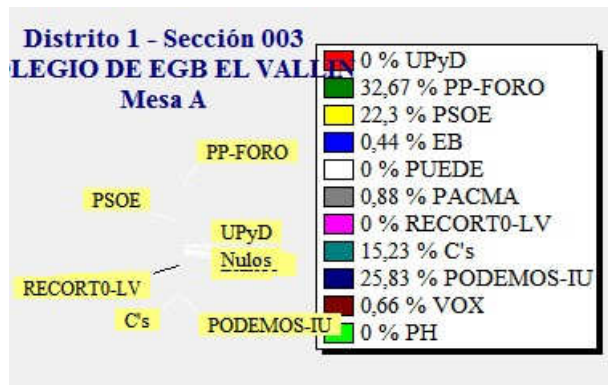 Distrito 1 - Sección 003
LEGIO DE EGB EL VALLIN
Mesa A
PP-FORO
PSOE
UPyD
Nulos
RECORT0-LV
C's
PODEMOS-IU
0 % UPyD
32,67 % PP-FORO
22,3 % PSOE
0,44 % EB
0 % PUEDE
0,88 % PACMA
0 % RECORT0-LV
15,23 % C's
25,83 % PODEMOS-IU
0,66 % VOX
0 % PH